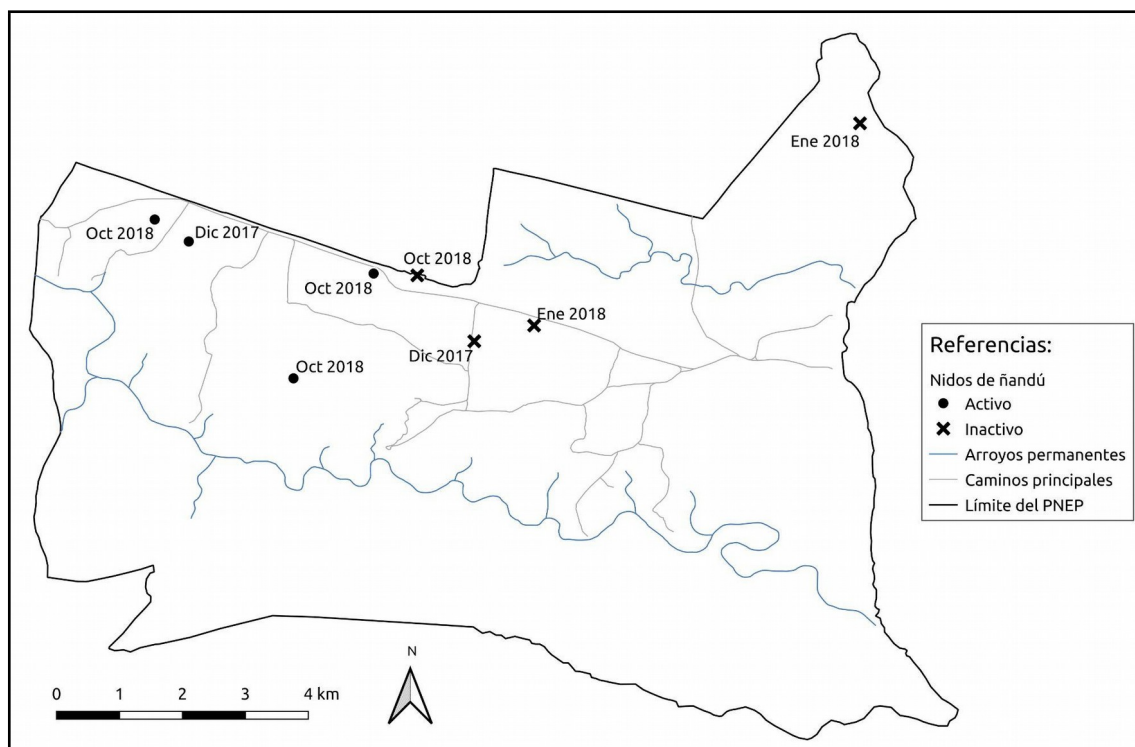 Ene 2018
Oct 2018
Dic 2017
Oct 2018
Oct 2018
Ene 2018
Dic 2017
Oct 2018
Referencias:
Nidos de ñandú
Activo
Inactivo
Arroyos permanentes
Caminos principales
Límite del PNEP
N
0 1 2 3 4 km